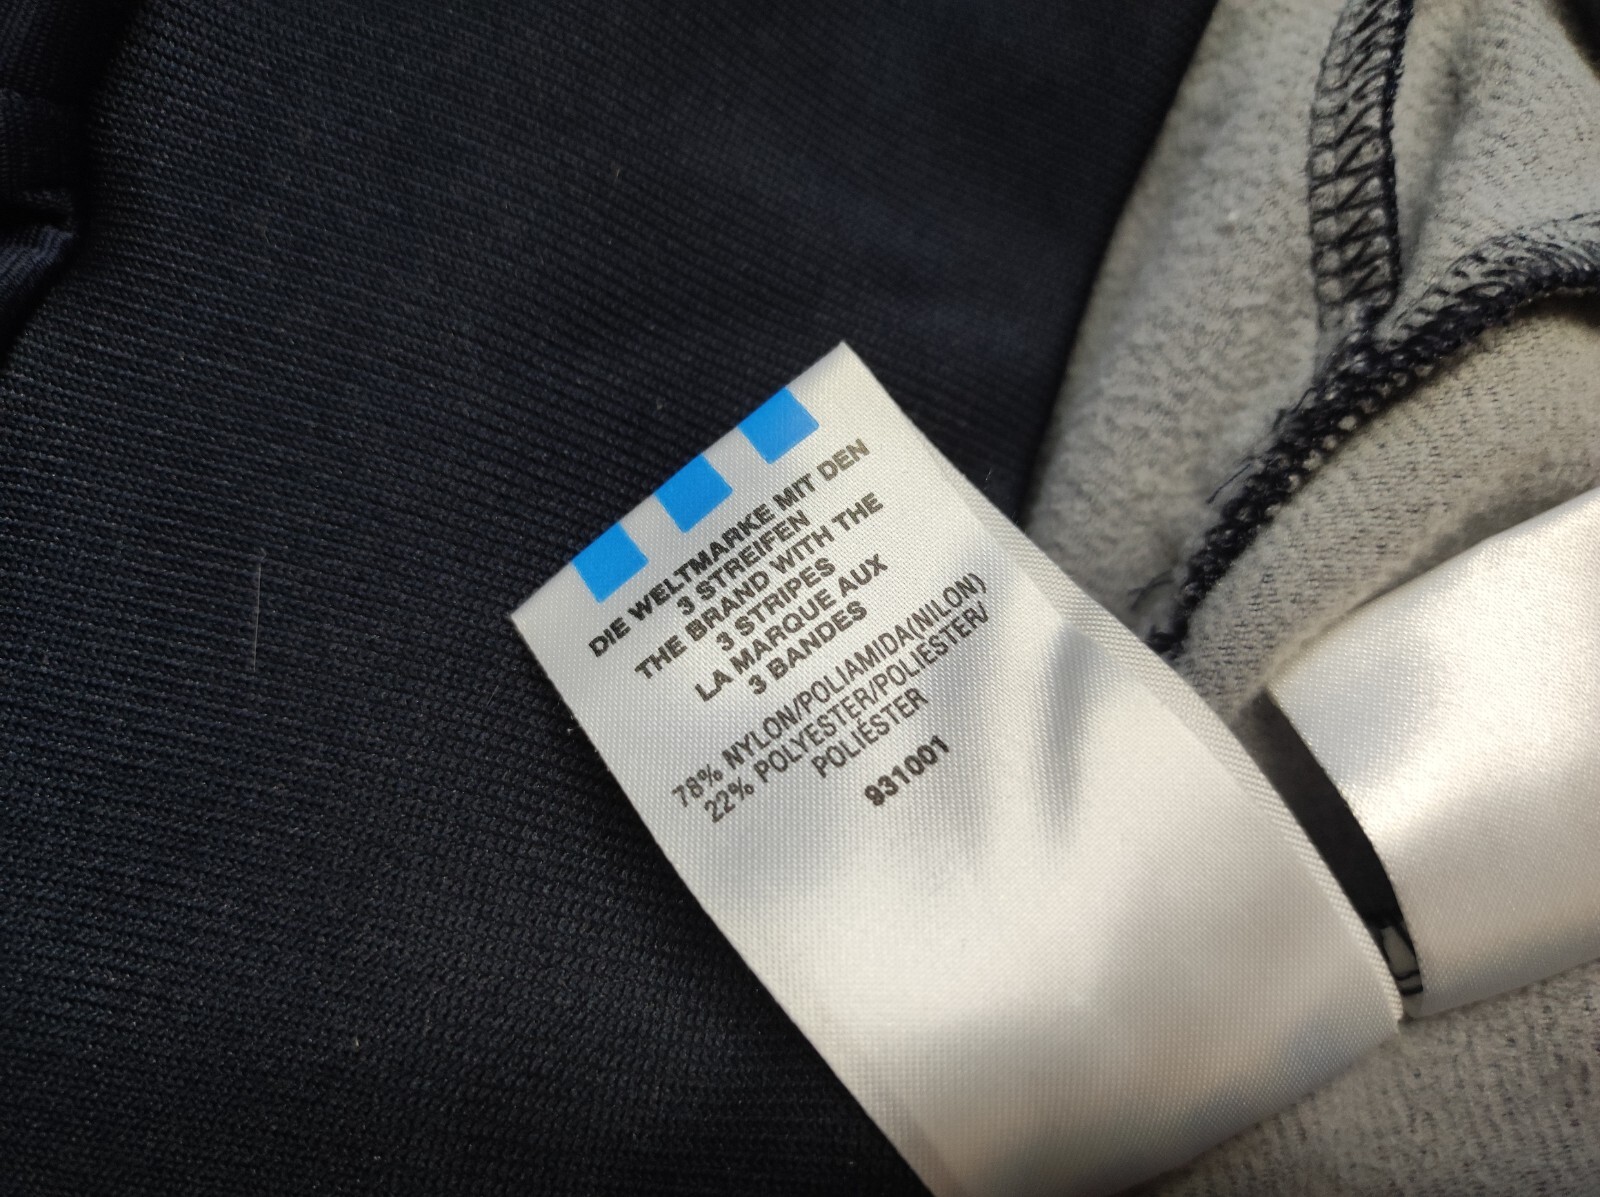 DIE WELTMARKE MIT DEN
3 STREIFEN
THE BRAND WITH THE
3 STRIPES
LA MARQUE AUX
3 BANDES
78% NYLON/POLIAMIDA(NILON)
22% POLYESTER/POLIESTER/
POLIÉSTER
931001